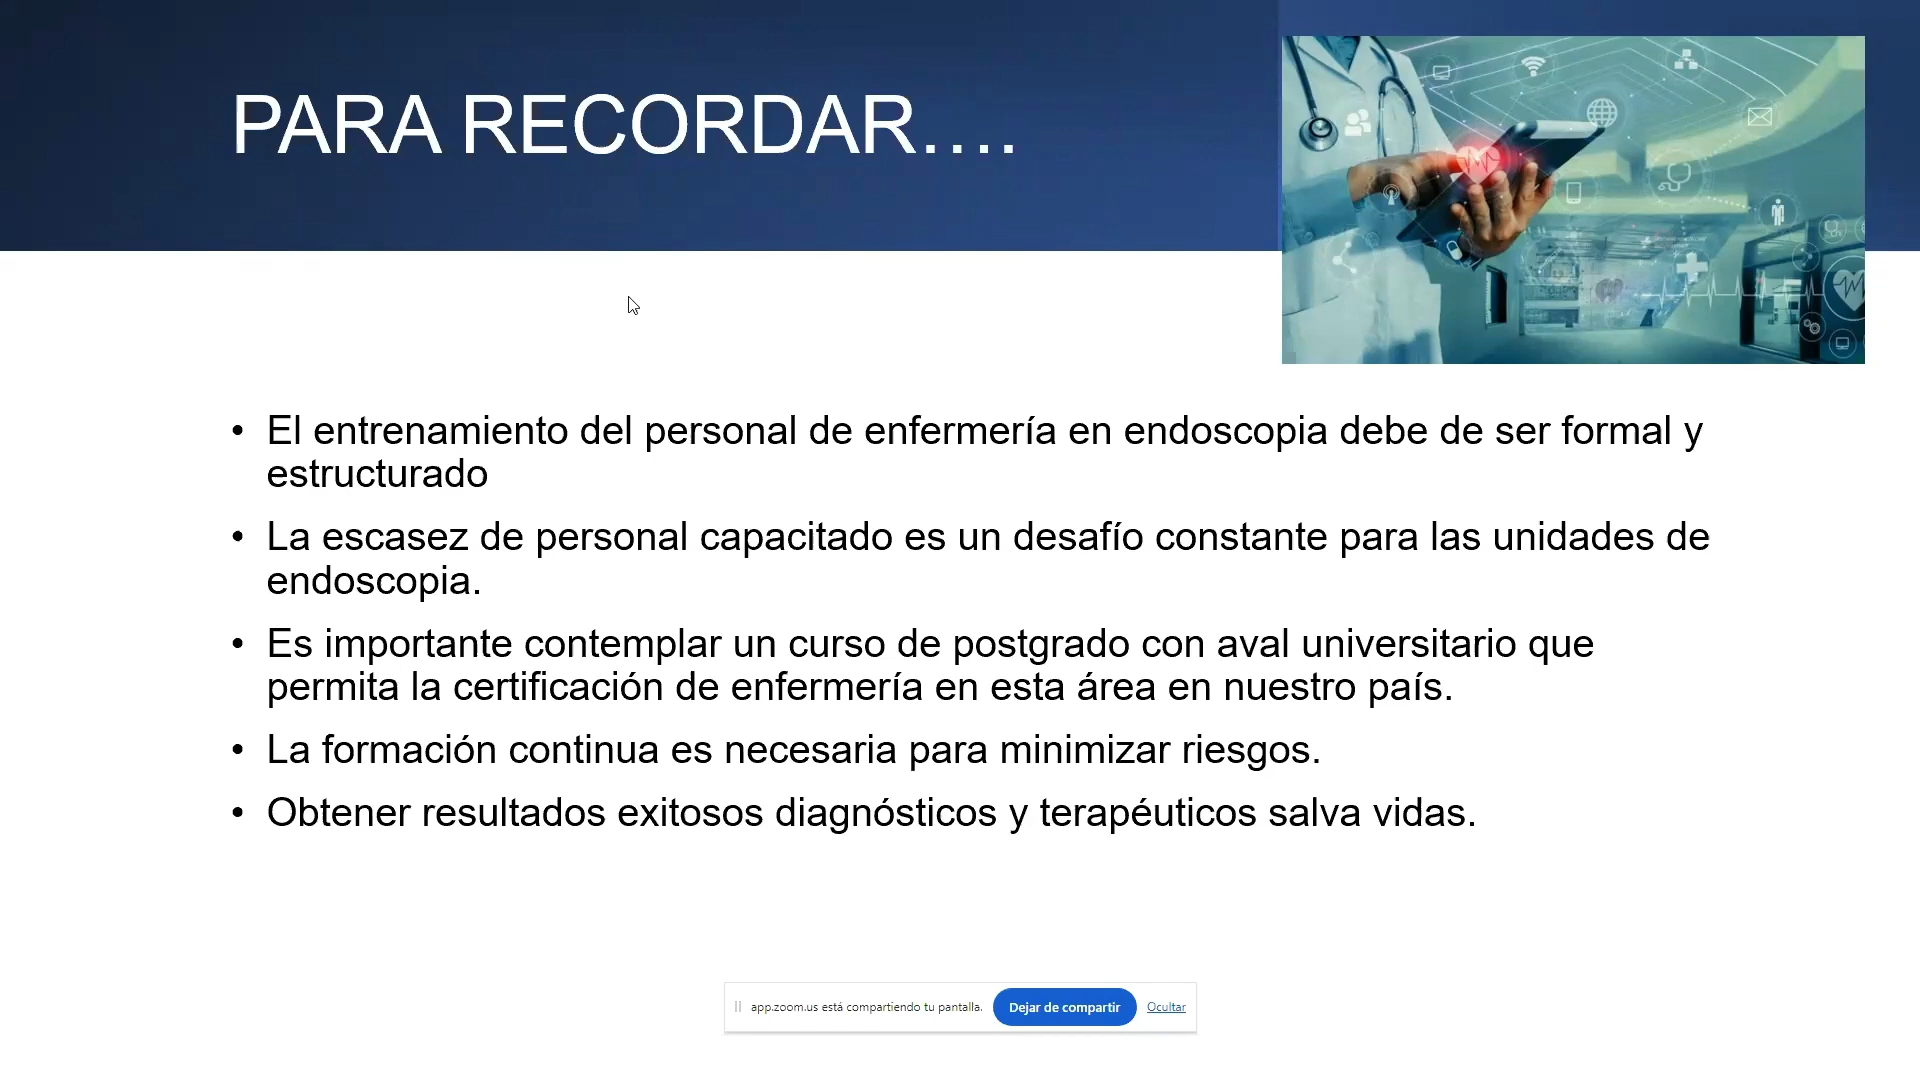 PARA RECORDAR....
• El entrenamiento del personal de enfermería en endoscopia debe de ser formal y
estructurado
• La escasez de personal capacitado es un desafío constante para las unidades de
endoscopia.
• Es importante contemplar un curso de postgrado con aval universitario que
permita la certificación de enfermería en esta área en nuestro país.
• La formación continua es necesaria para minimizar riesgos.
• Obtener resultados exitosos diagnósticos y terapéuticos salva vidas.
app.zoom.us está compartiendo tu pantalla. Dejar de compartir Ocultar